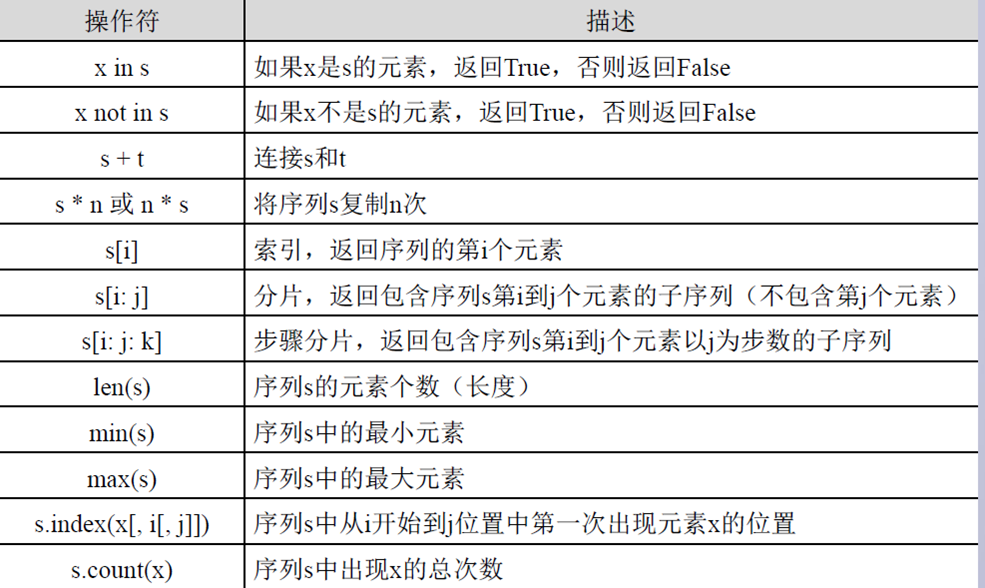 操作符 描述
x in s 如果x是s的元素，返回True，否则返回False
x not in s 如果x不是s的元素，返回True，否则返回False
s + t 连接s和t
s * n 或 n * s 将序列s复制n次
s[i] 索引，返回序列的第i个元素
s[i: j] 分片，返回包含序列s第i到j个元素的子序列（不包含第j个元素）
s[i: j: k] 步骤分片，返回包含序列s第i到j个元素以j为步数的子序列
len(s) 序列s的元素个数（长度）
min(s) 序列s中的最小元素
max(s) 序列s中的最大元素
s.index(x[, i[, j]]) 序列s中从i开始到j位置中第一次出现元素x的位置
s.count(x) 序列s中出现x的总次数